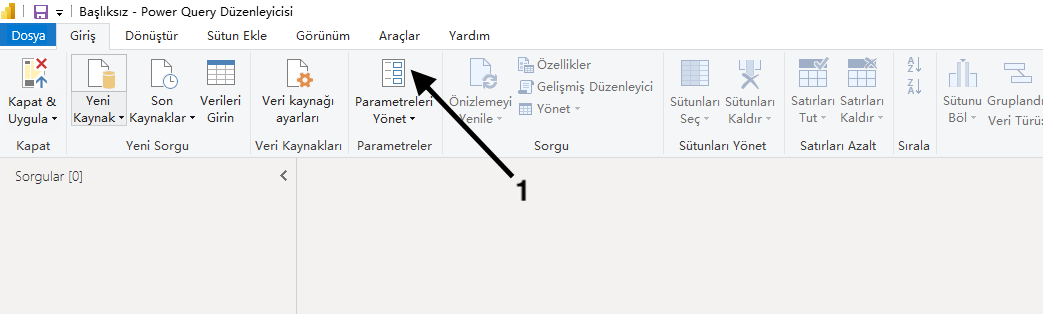 Başlıksız - Power Query Düzenleyicisi
Dosya Giriş Dönüştür Sütun Ekle Görünüm Araçlar Yardım
Kapat & Uygula
Yeni Kaynak
Son Kaynaklar
Verileri Girin
Veri kaynağı ayarları
Parametreleri Yönet
Önizlemeyi Yenile
Özellikler
Gelişmiş Düzenleyici
Yönet
Sütunları Seç
Sütunları Kaldır
Satırları Tut
Satırları Kaldır
A Z
Z A
Sütunu Böl
Gruplandı
Veri Türü:
Kapat Yeni Sorgu Veri Kaynakları Parametreler Sorgu Sütunları Yönet Satırları Azalt Sırala
Sorgular [0]
1